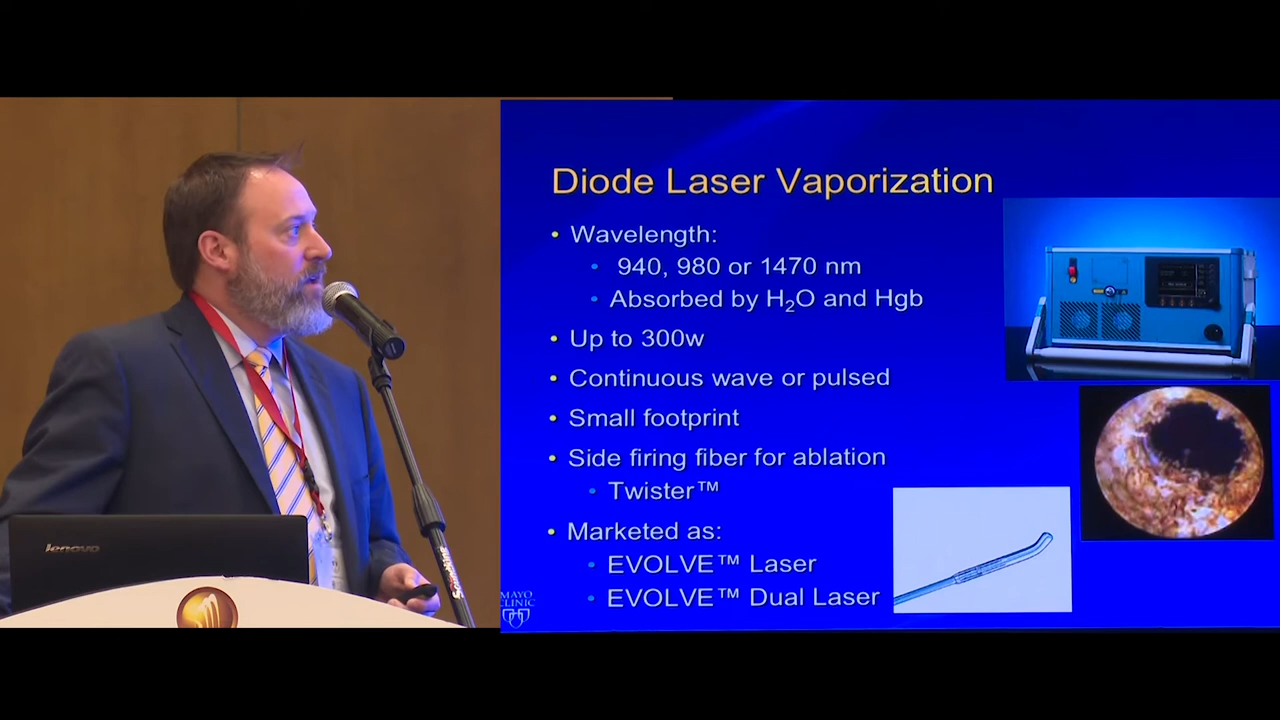 Diode Laser Vaporization
• Wavelength:
• 940, 980 or 1470 nm
• Absorbed by H₂O and Hgb
• Up to 300w
• Continuous wave or pulsed
• Small footprint
• Side firing fiber for ablation
• Twister™
• Marketed as:
• EVOLVE™ Laser
• EVOLVE™ Dual Laser
MAYO
CLINIC
lenovo